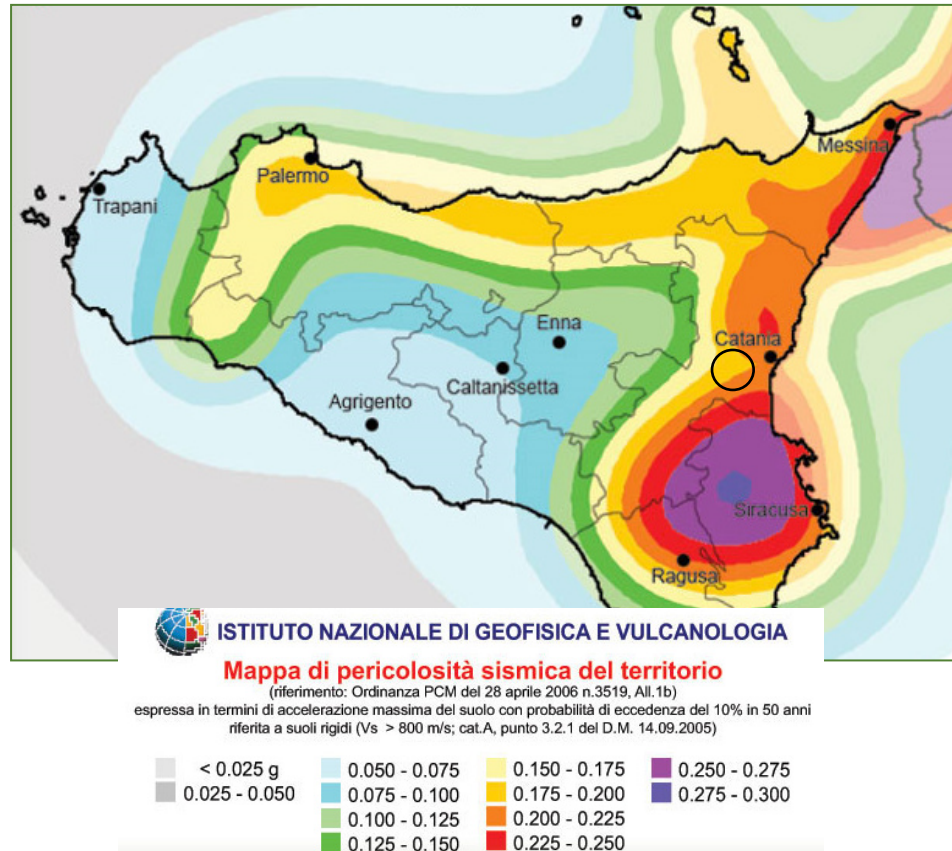 Messina
Palermo
Trapani
Catania
Enna
Caltanissetta
Agrigento
Siracusa
Ragusa
ISTITUTO NAZIONALE DI GEOFISICA E VULCANOLOGIA
Mappa di pericolosità sismica del territorio
(riferimento: Ordinanza PCM del 28 aprile 2006 n.3519, All.1b)
espressa in termini di accelerazione massima del suolo con probabilità di eccedenza del 10% in 50 anni
riferita a suoli rigidi (Vs > 800 m/s; cat.A, punto 3.2.1 del D.M. 14.09.2005)
< 0.025 g
0.025 - 0.050
0.050 - 0.075
0.075 - 0.100
0.100 - 0.125
0.125 - 0.150
0.150 - 0.175
0.175 - 0.200
0.200 - 0.225
0.225 - 0.250
0.250 - 0.275
0.275 - 0.300